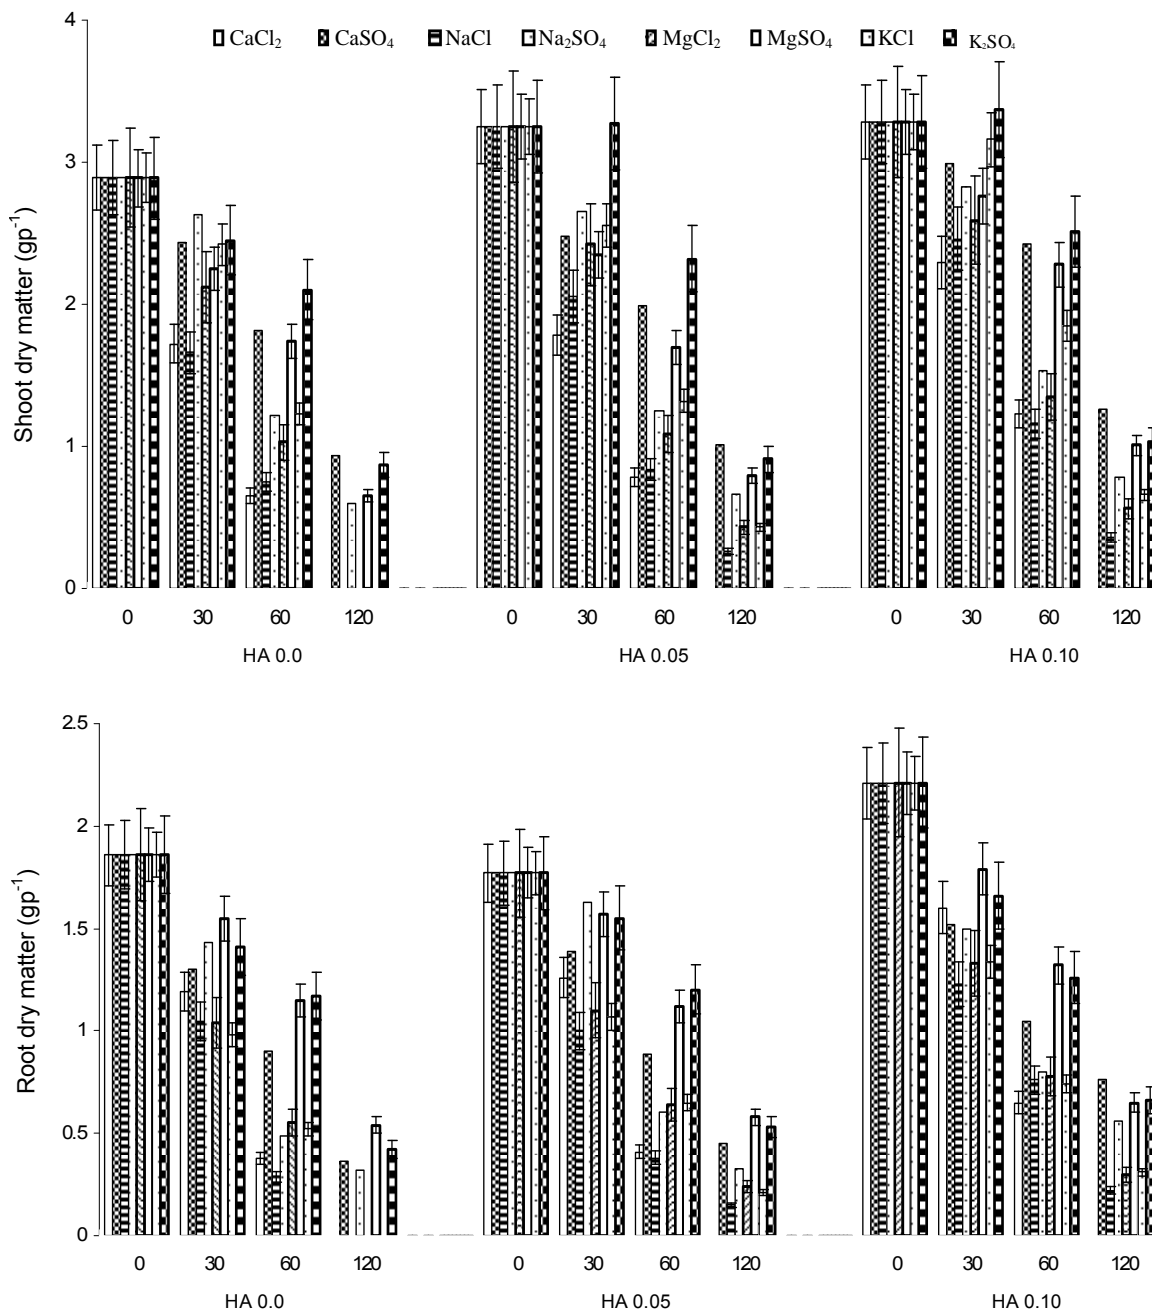 4
CaCl₂ CaSO₄ NaCl Na₂SO₄ MgCl₂ MgSO₄ KCl K₂SO₄
3
2
1
0
Shoot dry matter (gp⁻¹)
0 30 60 120 0 30 60 120 0 30 60 120
HA 0.0 HA 0.05 HA 0.10
2.5
2
1.5
1
0.5
0
Root dry matter (gp⁻¹)
0 30 60 120 0 30 60 120 0 30 60 120
HA 0.0 HA 0.05 HA 0.10